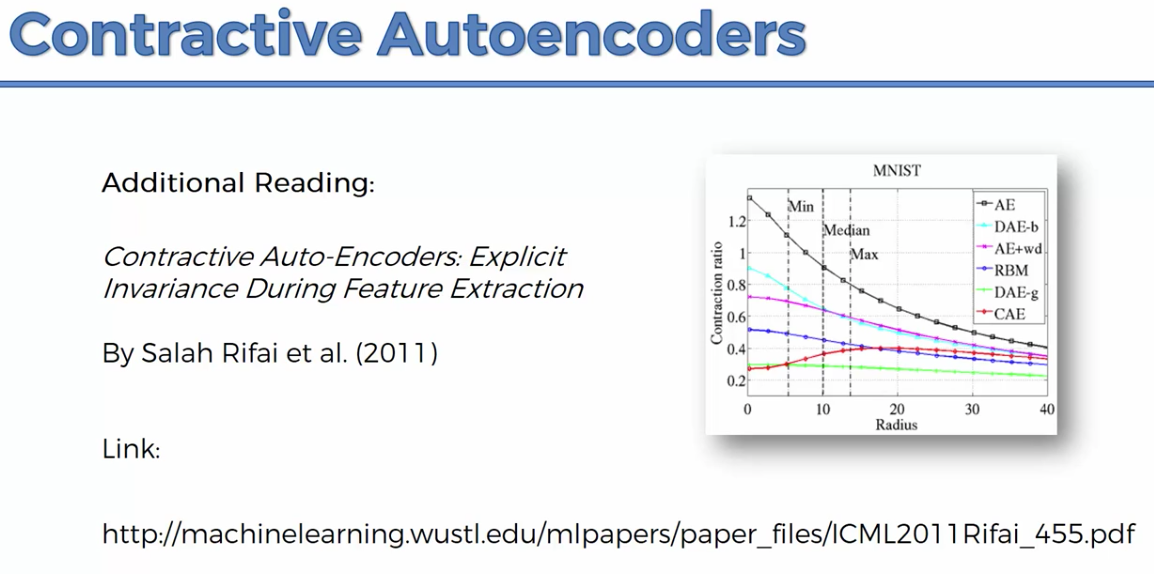 Contractive Autoencoders
Additional Reading:
Contractive Auto-Encoders: Explicit
Invariance During Feature Extraction
By Salah Rifai et al. (2011)
Link:
http://machinelearning.wustl.edu/mlpapers/paper_files/ICML2011Rifai_455.pdf
MNIST
Contraction ratio
1.2
1
0.8
0.6
0.4
0.2
Min
Median
Max
AE
DAE-b
AE+wd
RBM
DAE-g
CAE
0 10 20 30 40
Radius